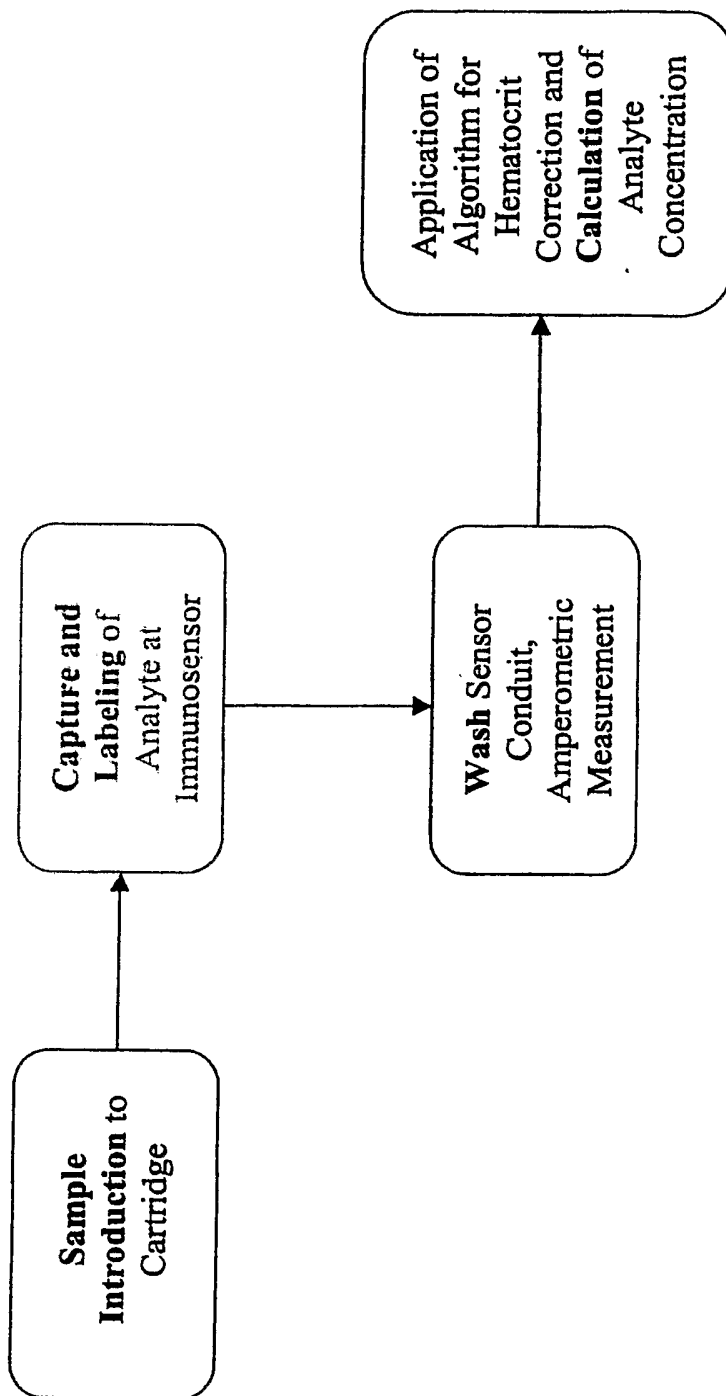 Sample
Introduction to
Cartridge
Capture and
Labeling of
Analyte at
Immunosensor
Wash Sensor
Conduit,
Amperometric
Measurement
Application of
Algorithm for
Hematocrit
Correction and
Calculation of
Analyte
Concentration